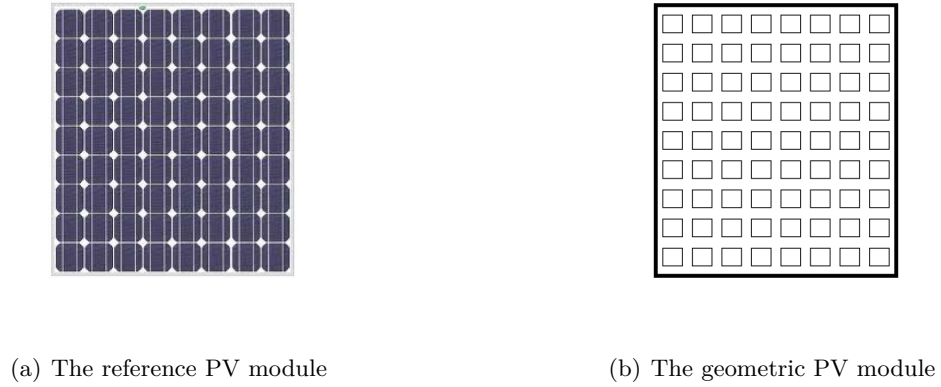 (a) The reference PV module
(b) The geometric PV module